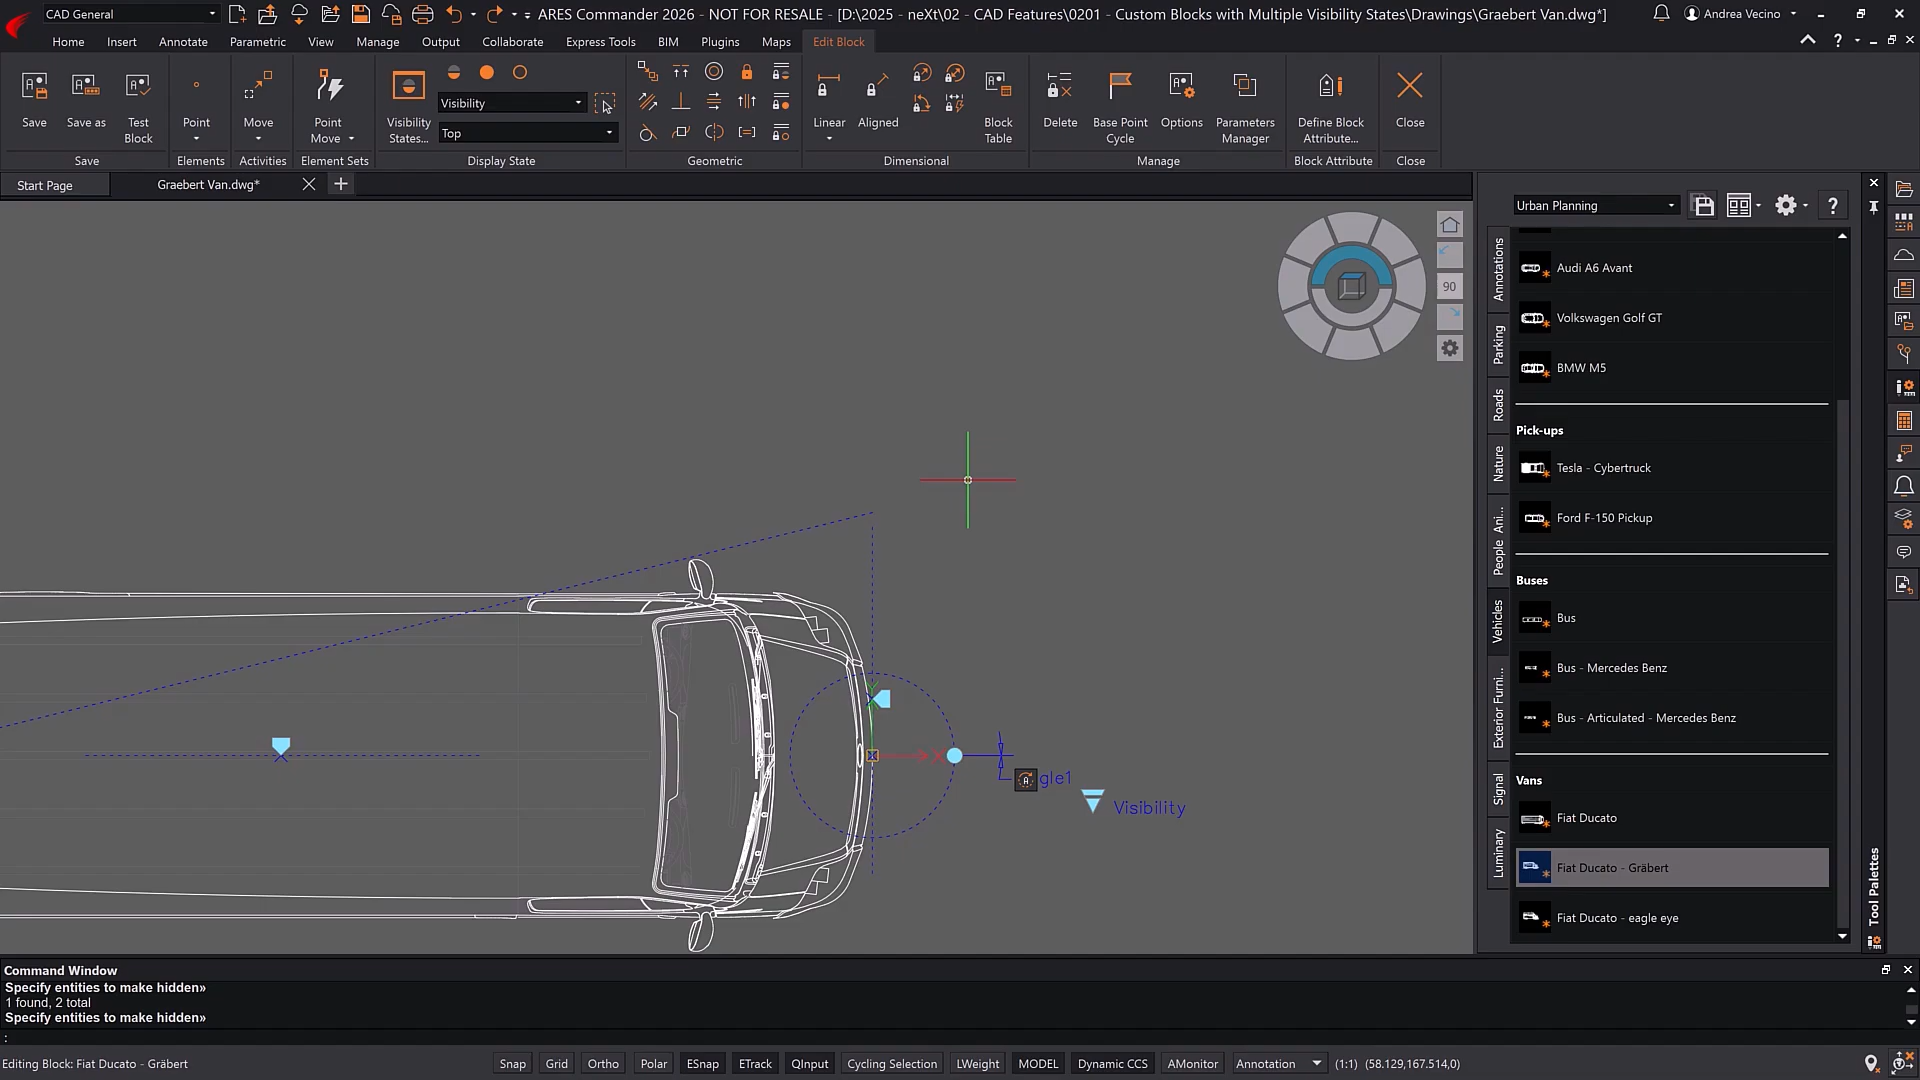 CAD General
ARES Commander 2026 - NOT FOR RESALE - [D:\2025 - neXt\02 - CAD Features\0201 - Custom Blocks with Multiple Visibility States\Drawings\Graebert Van.dwg*]
Andrea Vecino
Home Insert Annotate Parametric View Manage Output Collaborate Express Tools BIM Plugins Maps Edit Block
Visibility
Top
Save Save as Test Block Point Move Point Move Visibility States... Linear Aligned Block Table Delete Base Point Cycle Options Parameters Manager Define Block Attribute... Close
Save Elements Activities Element Sets Display State Geometric Dimensional Manage Block Attribute Close
Start Page Graebert Van.dwg*
90
gle1
Visibility
Y
X
Urban Planning
Annotations
Parking
Roads
Nature
People Ani...
Vehicles
Exterior Furni...
Signal
Luminary
Audi A6 Avant
Volkswagen Golf GT
BMW M5
Pick-ups
Tesla - Cybertruck
Ford F-150 Pickup
Buses
Bus
Bus - Mercedes Benz
Bus - Articulated - Mercedes Benz
Vans
Fiat Ducato
Fiat Ducato - Gräbert
Fiat Ducato - eagle eye
Tool Palettes
Command Window
Specify entities to make hidden»
1 found, 2 total
Specify entities to make hidden»
:
Editing Block: Fiat Ducato - Gräbert Snap Grid Ortho Polar ESnap ETrack QInput Cycling Selection LWeight MODEL Dynamic CCS AMonitor Annotation (1:1) (58.129,167.514,0)